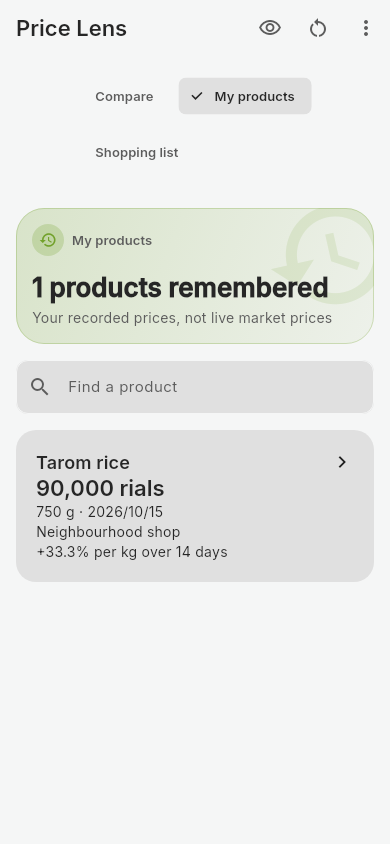 Price Lens
Compare
My products
Shopping list
My products
1 products remembered
Your recorded prices, not live market prices
Find a product
Tarom rice
90,000 rials
750 g · 2026/10/15
Neighbourhood shop
+33.3% per kg over 14 days